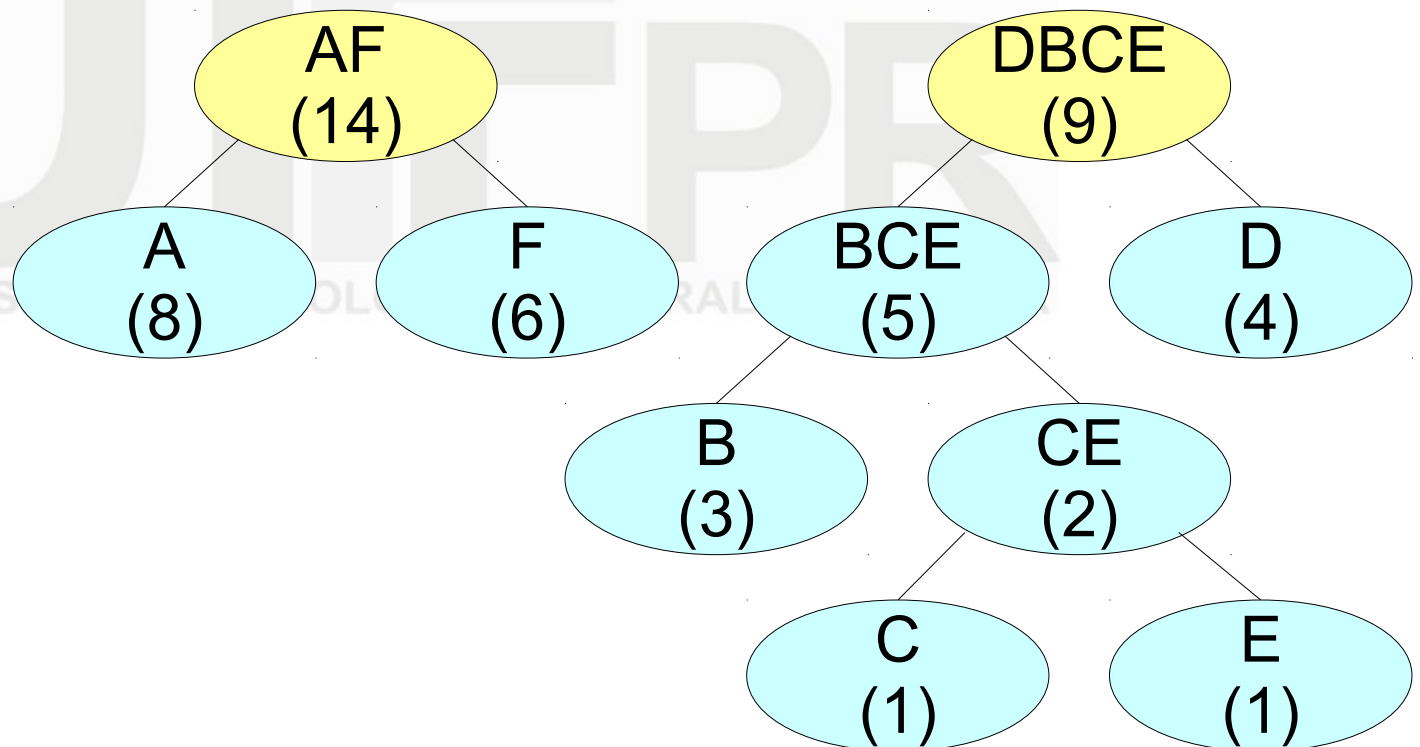 AF
(14)
DBCE
(9)
A
(8)
F
(6)
BCE
(5)
D
(4)
B
(3)
CE
(2)
C
(1)
E
(1)